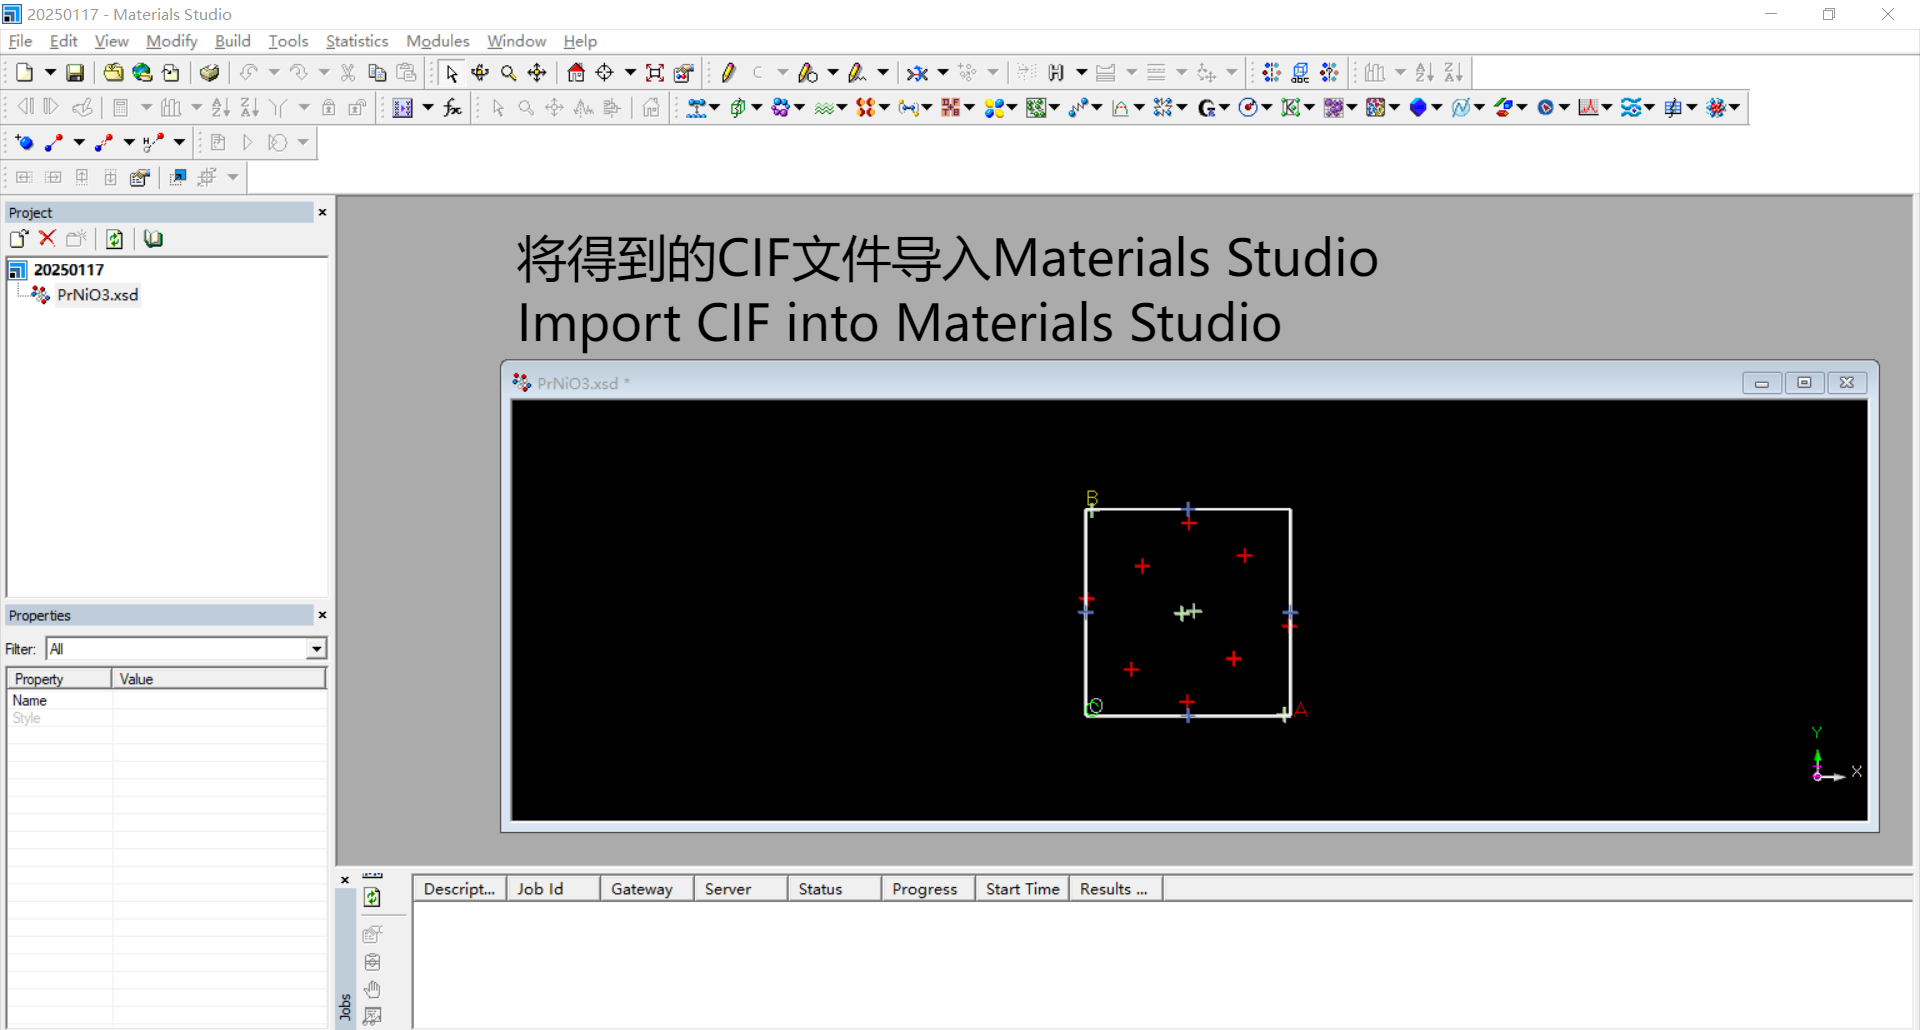 20250117 - Materials Studio
File Edit View Modify Build Tools Statistics Modules Window Help
Project
20250117
PrNiO3.xsd
将得到的CIF文件导入Materials Studio
Import CIF into Materials Studio
PrNiO3.xsd *
B
O
C
A
Y
X
Properties
Filter: All
Property Value
Name
Style
Descript... Job Id Gateway Server Status Progress Start Time Results ...
Jobs